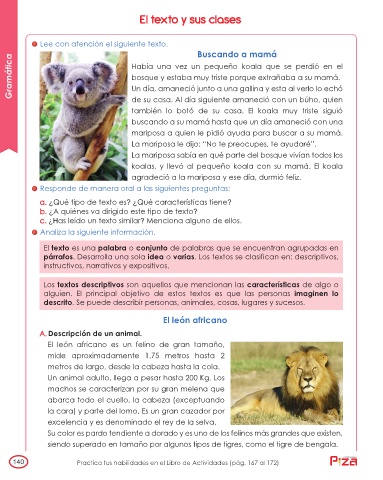 El texto y sus clases
Gramática
Lee con atención el siguiente texto.
Buscando a mamá
Había una vez un pequeño koala que se perdió en el
bosque y estaba muy triste porque extrañaba a su mamá.
Un día, amaneció junto a una gallina y esta al verlo lo echó
de su casa. Al día siguiente amaneció con un búho, quien
también lo botó de su casa. El koala muy triste siguió
buscando a su mamá hasta que un día amaneció con una
mariposa a quien le pidió ayuda para buscar a su mamá.
La mariposa le dijo: “No te preocupes, te ayudaré”.
La mariposa sabía en qué parte del bosque vivían todos los
koalas, y llevó al pequeño koala con su mamá. El koala
agradeció a la mariposa y ese día, durmió feliz.
Responde de manera oral a las siguientes preguntas:
a. ¿Qué tipo de texto es? ¿Qué características tiene?
b. ¿A quiénes va dirigido este tipo de texto?
c. ¿Has leído un texto similar? Menciona alguno de ellos.
Analiza la siguiente información.
El texto es una palabra o conjunto de palabras que se encuentran agrupadas en
párrafos. Desarrolla una sola idea o varias. Los textos se clasifican en: descriptivos,
instructivos, narrativos y expositivos.
Los textos descriptivos son aquellos que mencionan las características de algo o
alguien. El principal objetivo de estos textos es que las personas imaginen lo
descrito. Se puede describir personas, animales, cosas, lugares y sucesos.
El león africano
A. Descripción de un animal.
El león africano es un felino de gran tamaño,
mide aproximadamente 1.75 metros hasta 2
metros de largo, desde la cabeza hasta la cola.
Un animal adulto, llega a pesar hasta 200 Kg. Los
machos se caracterizan por su gran melena que
abarca todo el cuello, la cabeza (exceptuando
la cara) y parte del lomo. Es un gran cazador por
excelencia y es denominado el rey de la selva.
Su color es pardo tendiente a dorado y es uno de los felinos más grandes que existen,
siendo superado en tamaño por algunos tipos de tigres, como el tigre de bengala.
140
Practica tus habilidades en el Libro de Actividades (pág. 167 al 172)